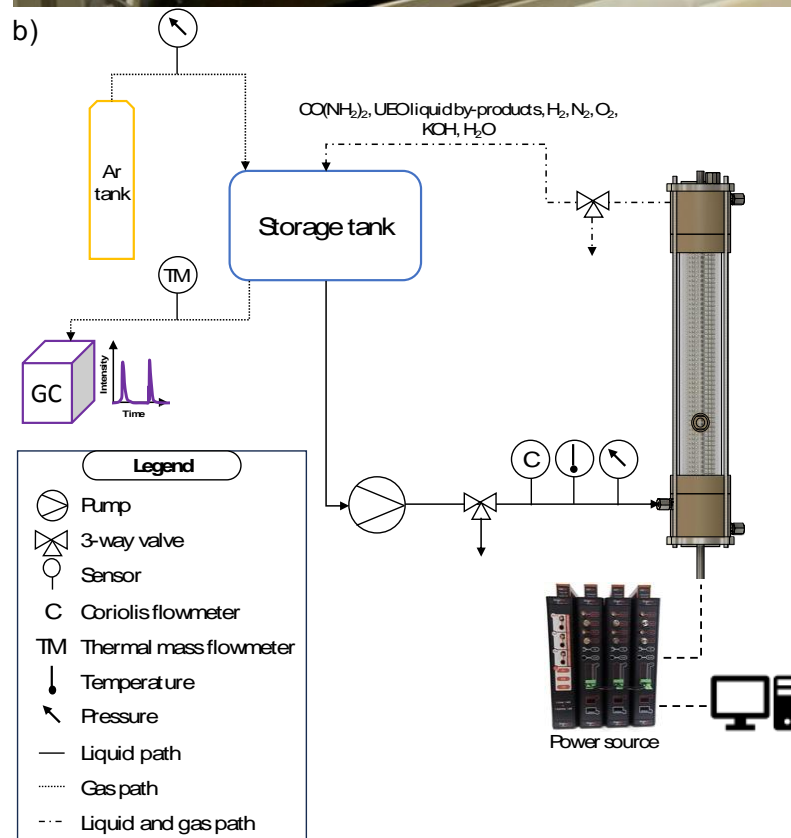 b)
CO(NH₂)₂, UEO liquid by-products, H₂, N₂, O₂,
KOH, H₂O
Ar
tank
Storage tank
TM
GC
Intensity
Time
C
Legend
Pump
3-way valve
Sensor
C Coriolis flowmeter
TM Thermal mass flowmeter
Temperature
Pressure
Liquid path
Gas path
Liquid and gas path
Power source